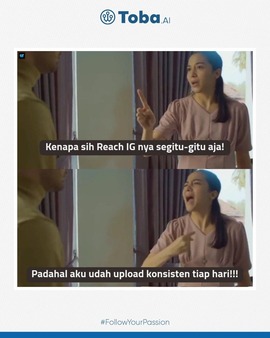 Toba.AI
Kenapa sih Reach IG nya segitu-gitu aja!
Padahal aku udah upload konsisten tiap hari!!!
#FollowYourPassion